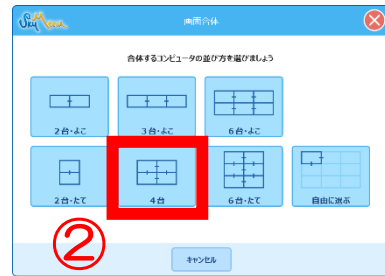 Sky Menu
画面合体
合体するコンピュータの並び方を選びましょう
2台・よこ
3台・よこ
6台・よこ
2台・たて
4台
6台・たて
自由に選ぶ
②
キャンセル